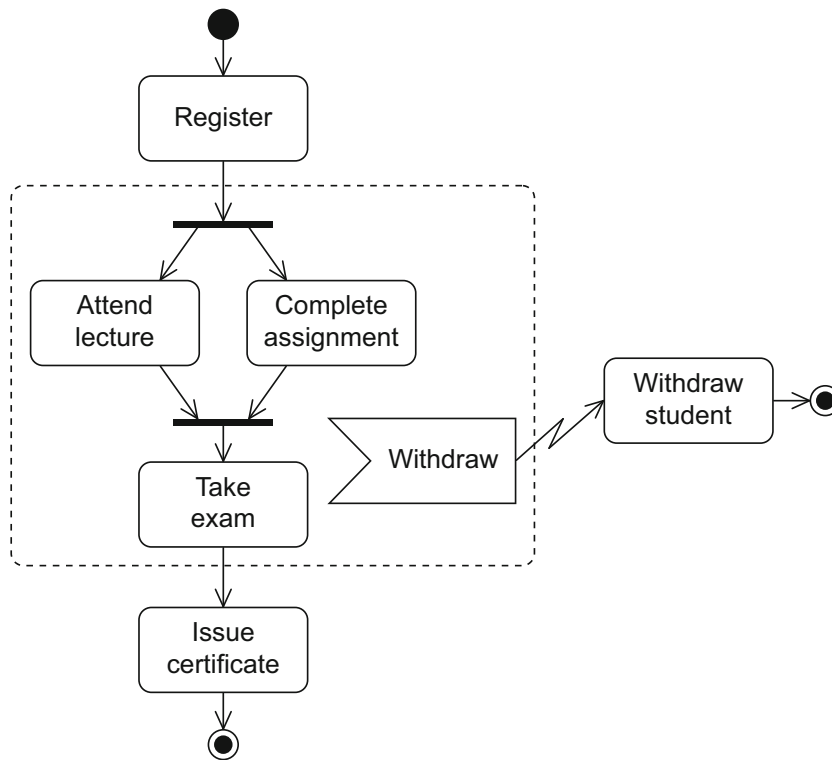 Register
Attend
lecture
Complete
assignment
Withdraw
student
Withdraw
Take
exam
Issue
certificate